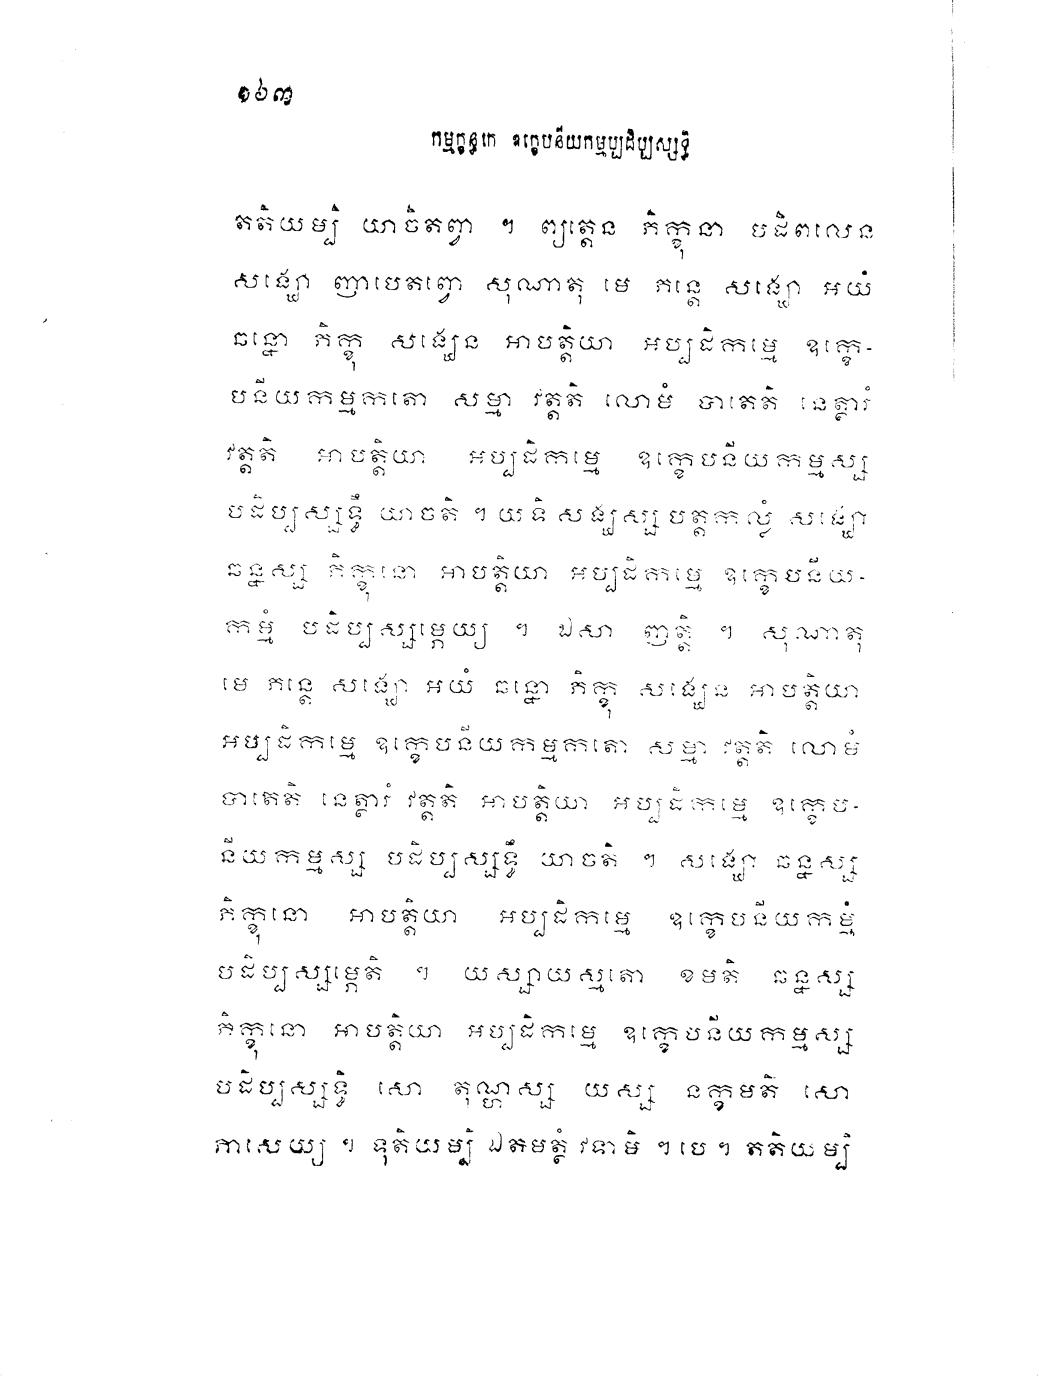 ១៦៣
កម្មក្ខន្ធកេ ឧក្ខេបនីយកម្មប្បដិប្បស្សទ្ធិ
តតិយម្បិ យាចិតព្វា ។ ព្យត្តេន ភិក្ខុនា បដិពលេន
សង្ឃោ ញាបេតព្វោ សុណាតុ មេ ភន្តេ សង្ឃោ អយំ
ឆន្នោ ភិក្ខុ សង្ឃេន អាបត្តិយា អប្បដិកម្មេ ឧក្ខេ-
បនីយកម្មកតោ សម្មា វត្តតិ លោមំ បាតេតិ នេត្ថារំ
វត្តតិ អាបត្តិយា អប្បដិកម្មេ ឧក្ខេបនីយកម្មស្ស
បដិប្បស្សទ្ធឹ យាចតិ ។ យទិ សង្ឃស្ស បត្តកល្លំ សង្ឃោ
ឆន្នស្ស ភិក្ខុនោ អាបត្តិយា អប្បដិកម្មេ ឧក្ខេបនីយ-
កម្មំ បដិប្បស្សម្ភេយ្យ ។ ឯសា ញត្តិ ។ សុណាតុ
មេ ភន្តេ សង្ឃោ អយំ ឆន្នោ ភិក្ខុ សង្ឃេន អាបត្តិយា
អប្បដិកម្មេ ឧក្ខេបនីយកម្មកតោ សម្មា វត្តតិ លោមំ
បាតេតិ នេត្ថារំ វត្តតិ អាបត្តិយា អប្បដិកម្មេ ឧក្ខេប-
នីយកម្មស្ស បដិប្បស្សទ្ធឹ យាចតិ ។ សង្ឃោ ឆន្នស្ស
ភិក្ខុនោ អាបត្តិយា អប្បដិកម្មេ ឧក្ខេបនីយកម្មំ
បដិប្បស្សម្ភេតិ ។ យស្សាយស្មតោ ខមតិ ឆន្នស្ស
ភិក្ខុនោ អាបត្តិយា អប្បដិកម្មេ ឧក្ខេបនីយកម្មស្ស
បដិប្បស្សទ្ធិ សោ តុណ្ហស្ស យស្ស នក្ខមតិ សោ
ភាសេយ្យ ។ ទុតិយម្បិ ឯតមត្ថំ វទាមិ ។ បេ ។ តតិយម្បិ